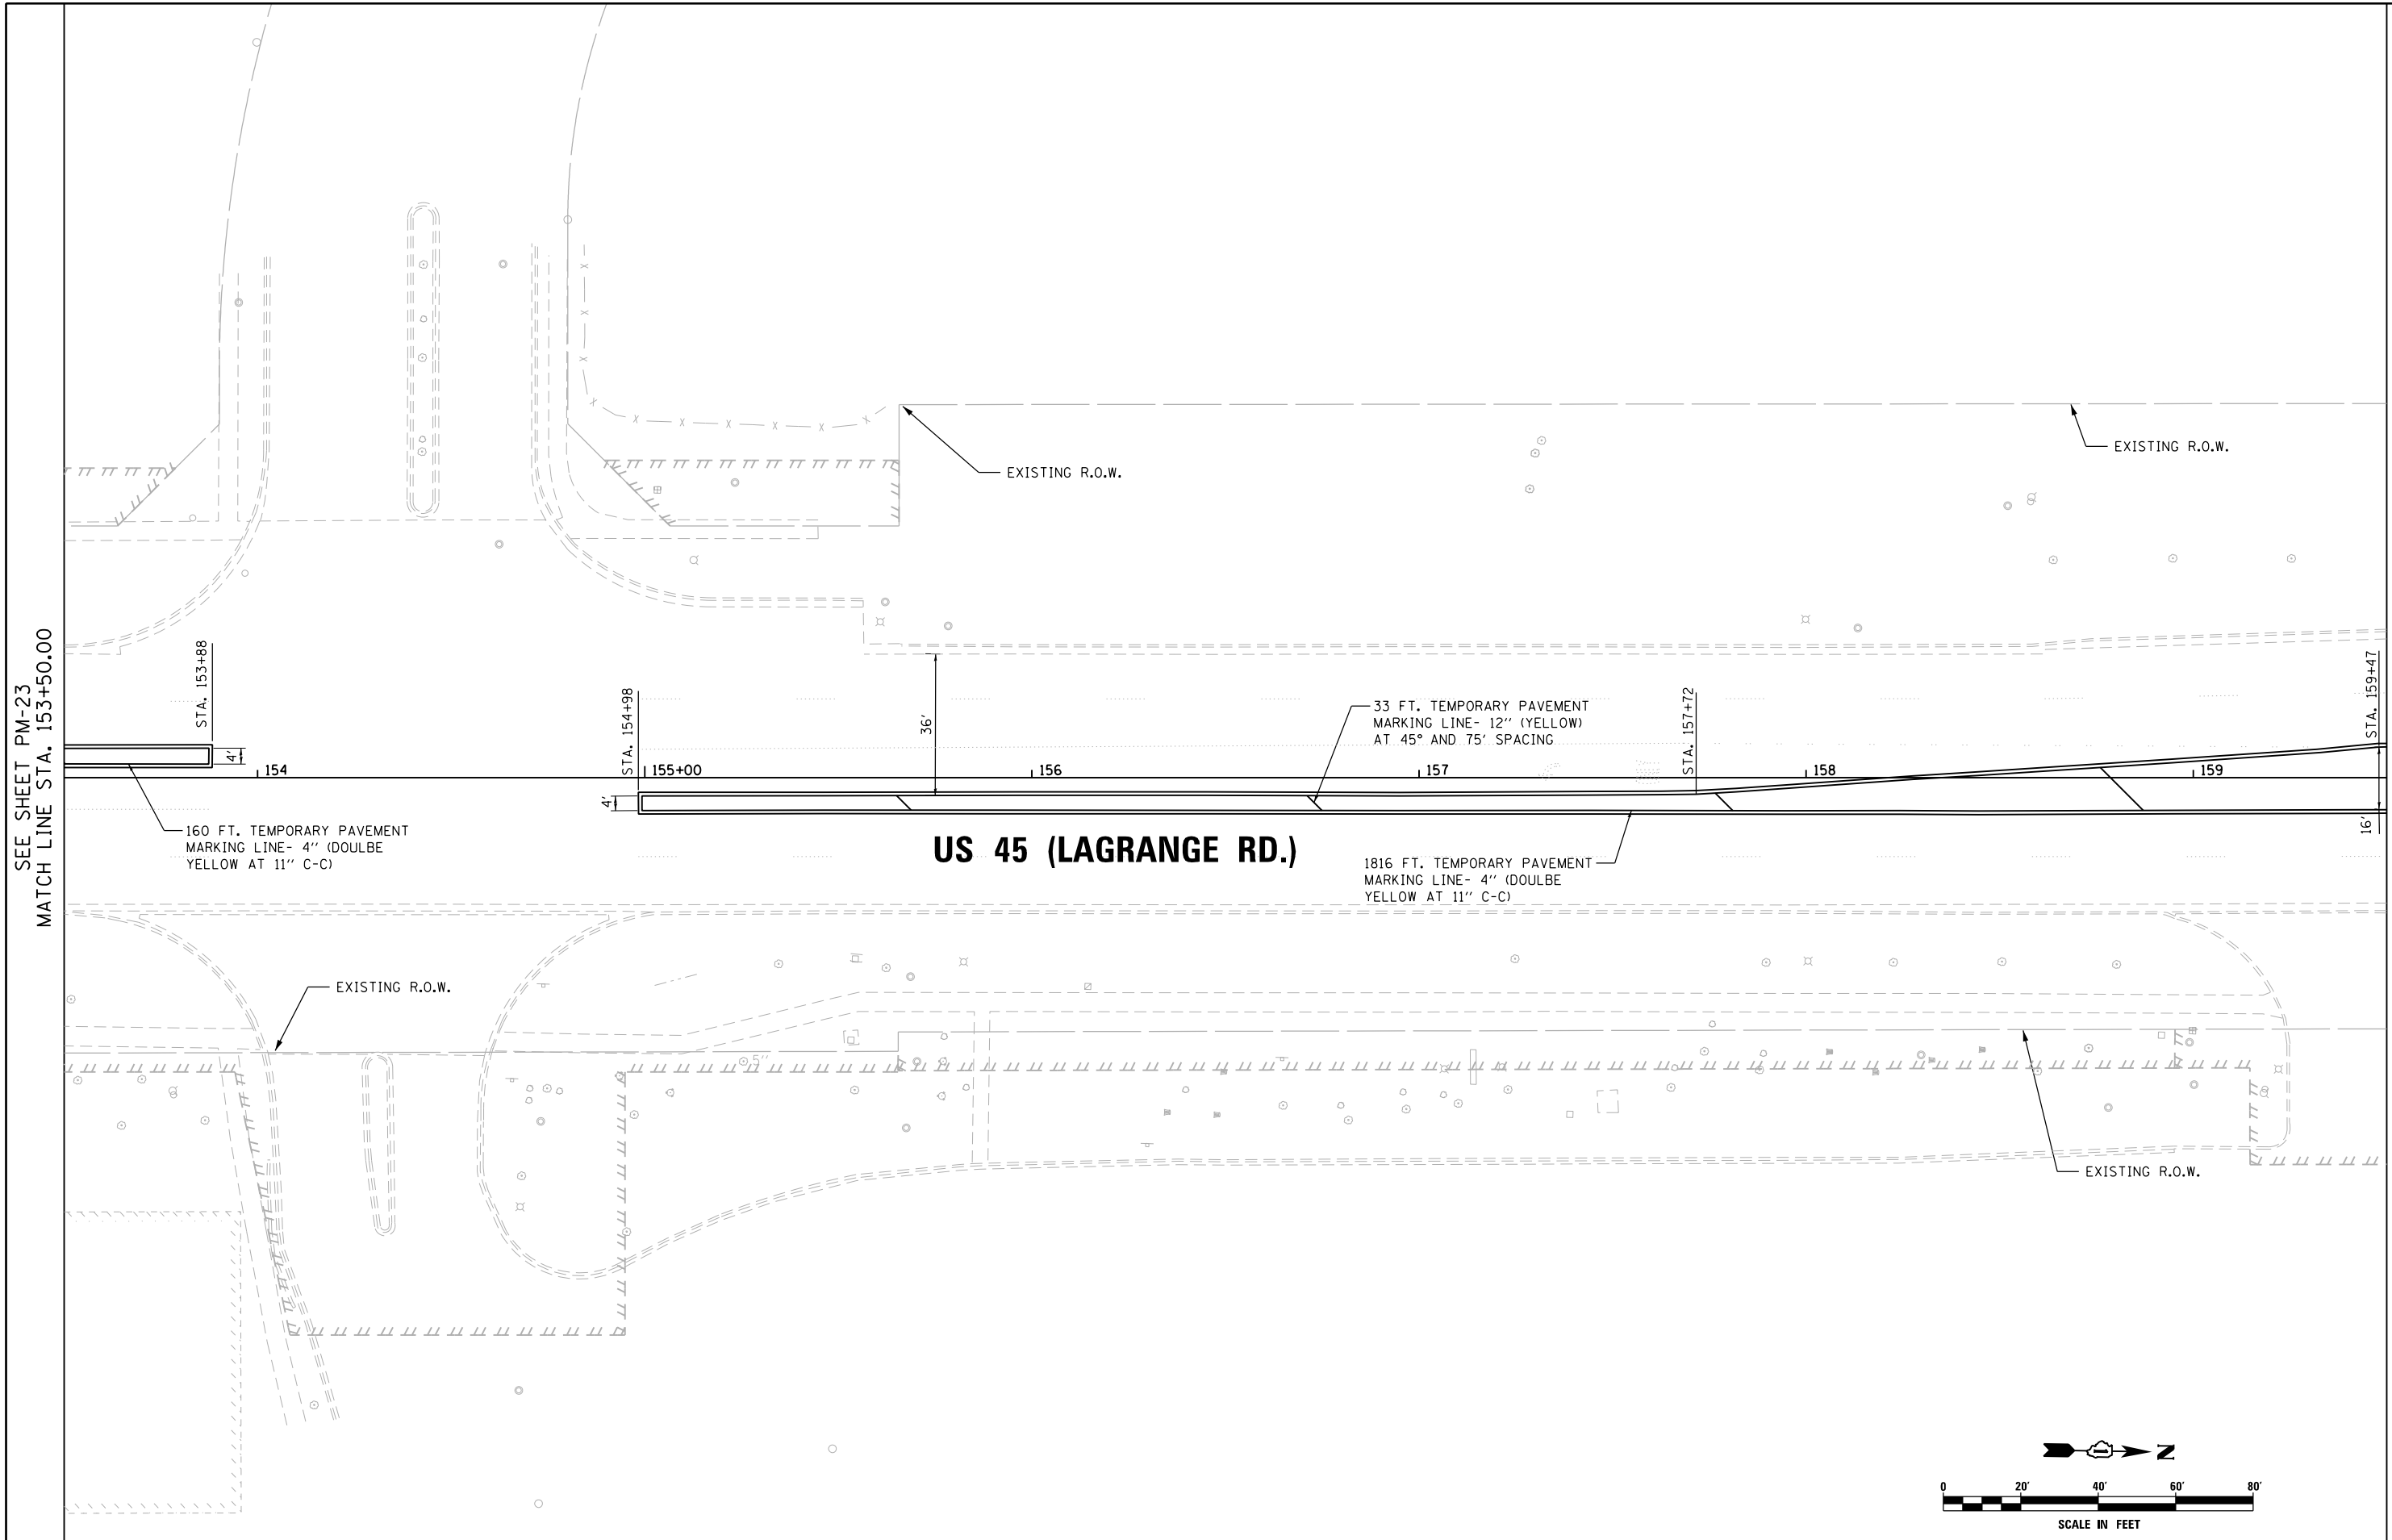 SEE SHEET PM-23
MATCH LINE STA. 153+50.00
EXISTING R.O.W.
EXISTING R.O.W.
STA. 153+88
4'
154
160 FT. TEMPORARY PAVEMENT
MARKING LINE- 4'' (DOULBE
YELLOW AT 11'' C-C)
STA. 154+98
4'
155+00
36'
156
33 FT. TEMPORARY PAVEMENT
MARKING LINE- 12'' (YELLOW)
AT 45° AND 75' SPACING
157
STA. 157+72
158
159
STA. 159+47
16'
US 45 (LAGRANGE RD.)
1816 FT. TEMPORARY PAVEMENT
MARKING LINE- 4'' (DOULBE
YELLOW AT 11'' C-C)
EXISTING R.O.W.
5''
EXISTING R.O.W.
N
0 20' 40' 60' 80'
SCALE IN FEET